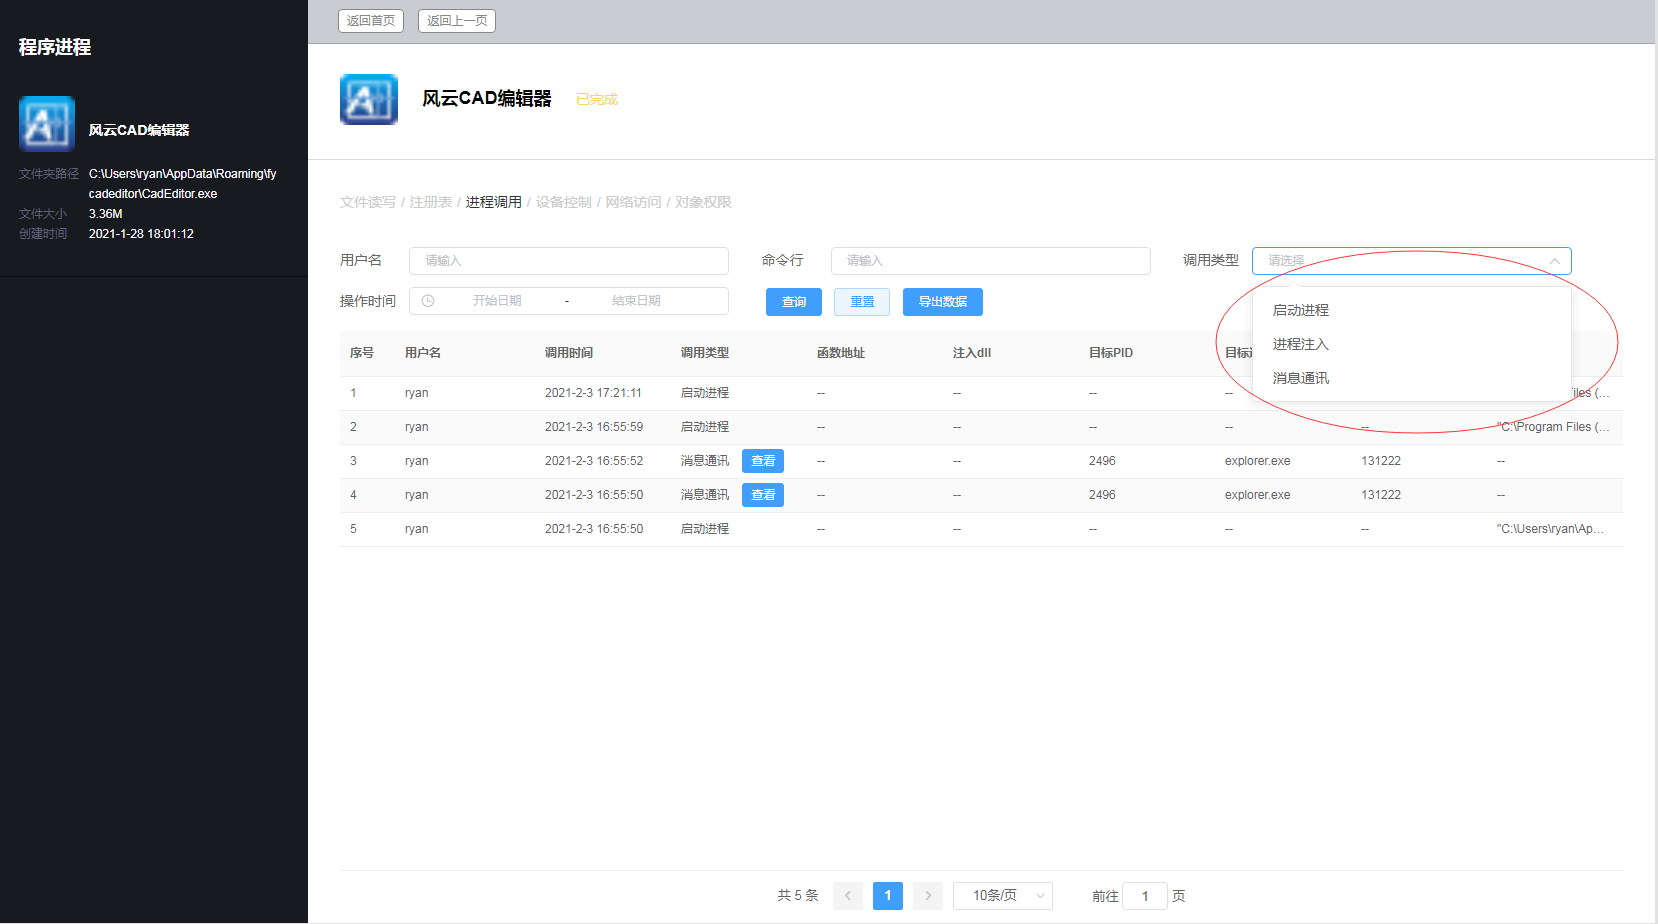 程序进程
风云CAD编辑器
文件夹路径 C:\Users\ryan\AppData\Roaming\fy
cadeditor\CadEditor.exe
文件大小 3.36M
创建时间 2021-1-28 18:01:12
返回首页 返回上一页
风云CAD编辑器 已完成
文件读写 / 注册表 / 进程调用 / 设备控制 / 网络访问 / 对象权限
用户名 请输入 命令行 请输入 调用类型 请选择
操作时间 开始日期 - 结束日期 查询 重置 导出数据
启动进程
进程注入
消息通讯
序号 用户名 调用时间 调用类型 函数地址 注入dll 目标PID 目标
1 ryan 2021-2-3 17:21:11 启动进程 -- -- -- -- iles (...
2 ryan 2021-2-3 16:55:59 启动进程 -- -- -- -- -- "C:\Program Files (...
3 ryan 2021-2-3 16:55:52 消息通讯 查看 -- -- 2496 explorer.exe 131222 --
4 ryan 2021-2-3 16:55:50 消息通讯 查看 -- -- 2496 explorer.exe 131222 --
5 ryan 2021-2-3 16:55:50 启动进程 -- -- -- -- -- "C:\Users\ryan\Ap...
共 5 条 < 1 > 10条/页 前往 1 页